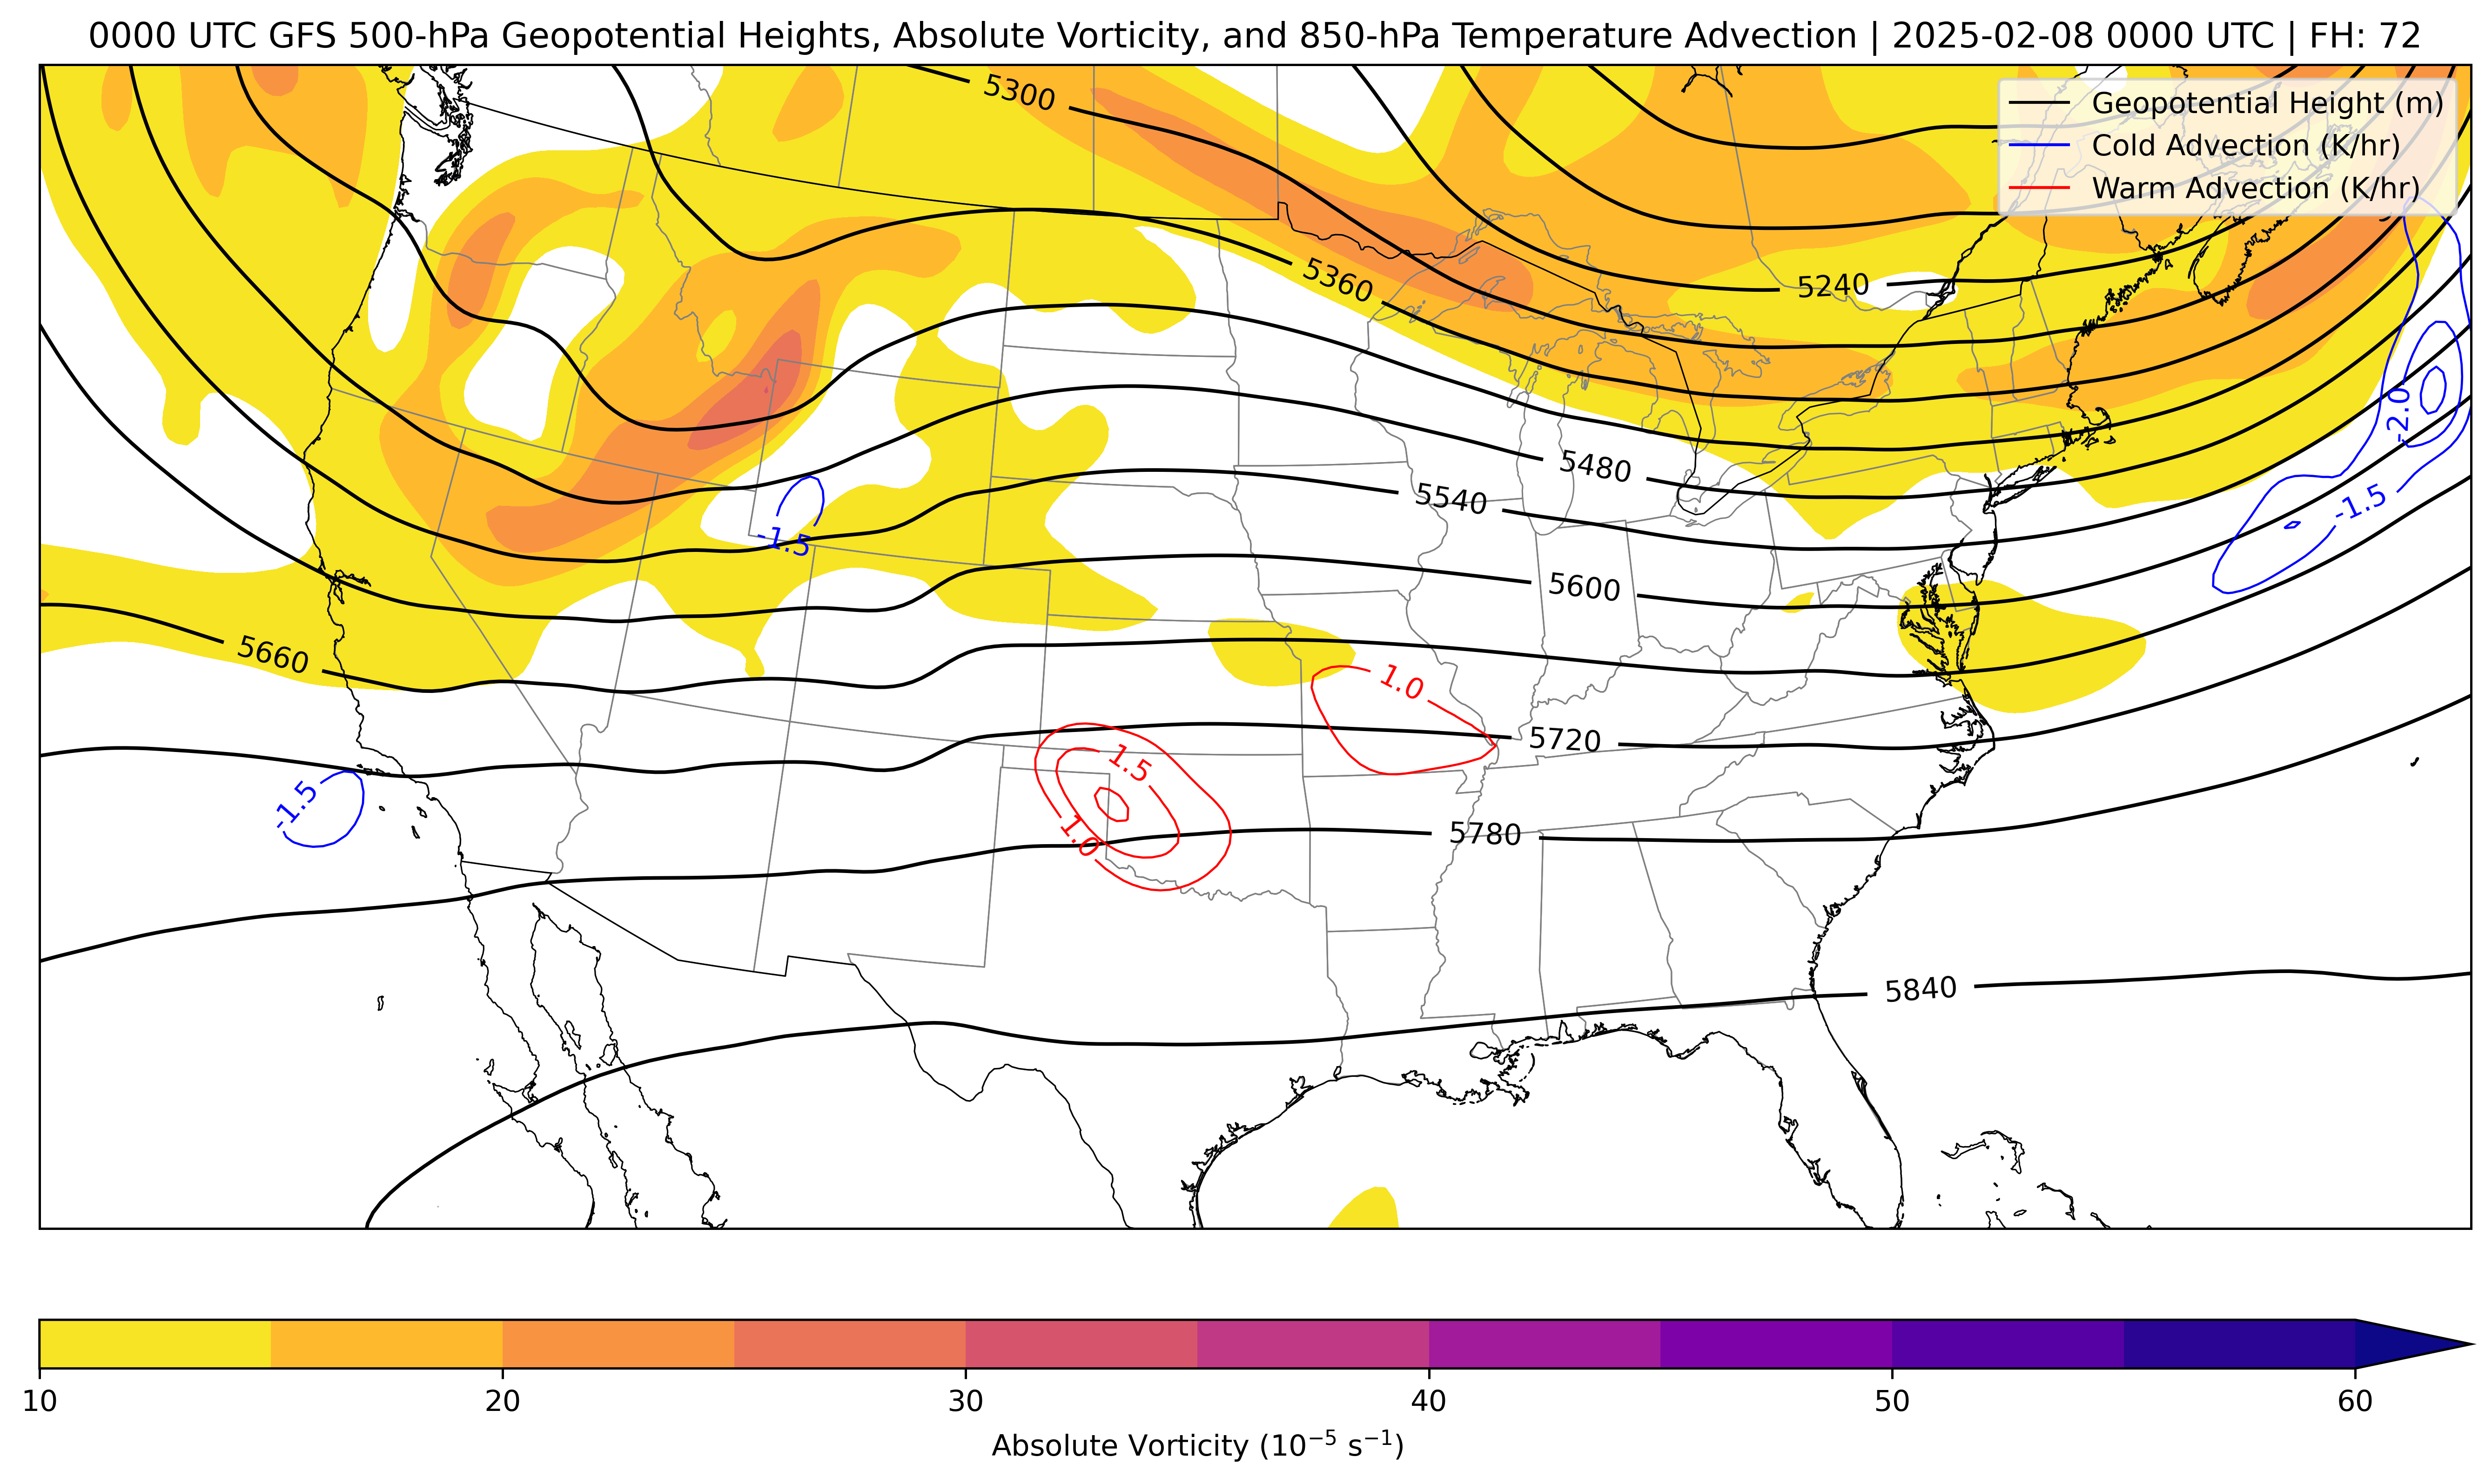 0000 UTC GFS 500-hPa Geopotential Heights, Absolute Vorticity, and 850-hPa Temperature Advection | 2025-02-08 0000 UTC | FH: 72
Geopotential Height (m)
Cold Advection (K/hr)
Warm Advection (K/hr)
5300
5360
5240
5480
5540
5600
5660
5720
5780
5840
-2.0
-1.5
-1.5
-1.5
1.0
1.5
1.0
10 20 30 40 50 60
Absolute Vorticity (10⁻⁵ s⁻¹)